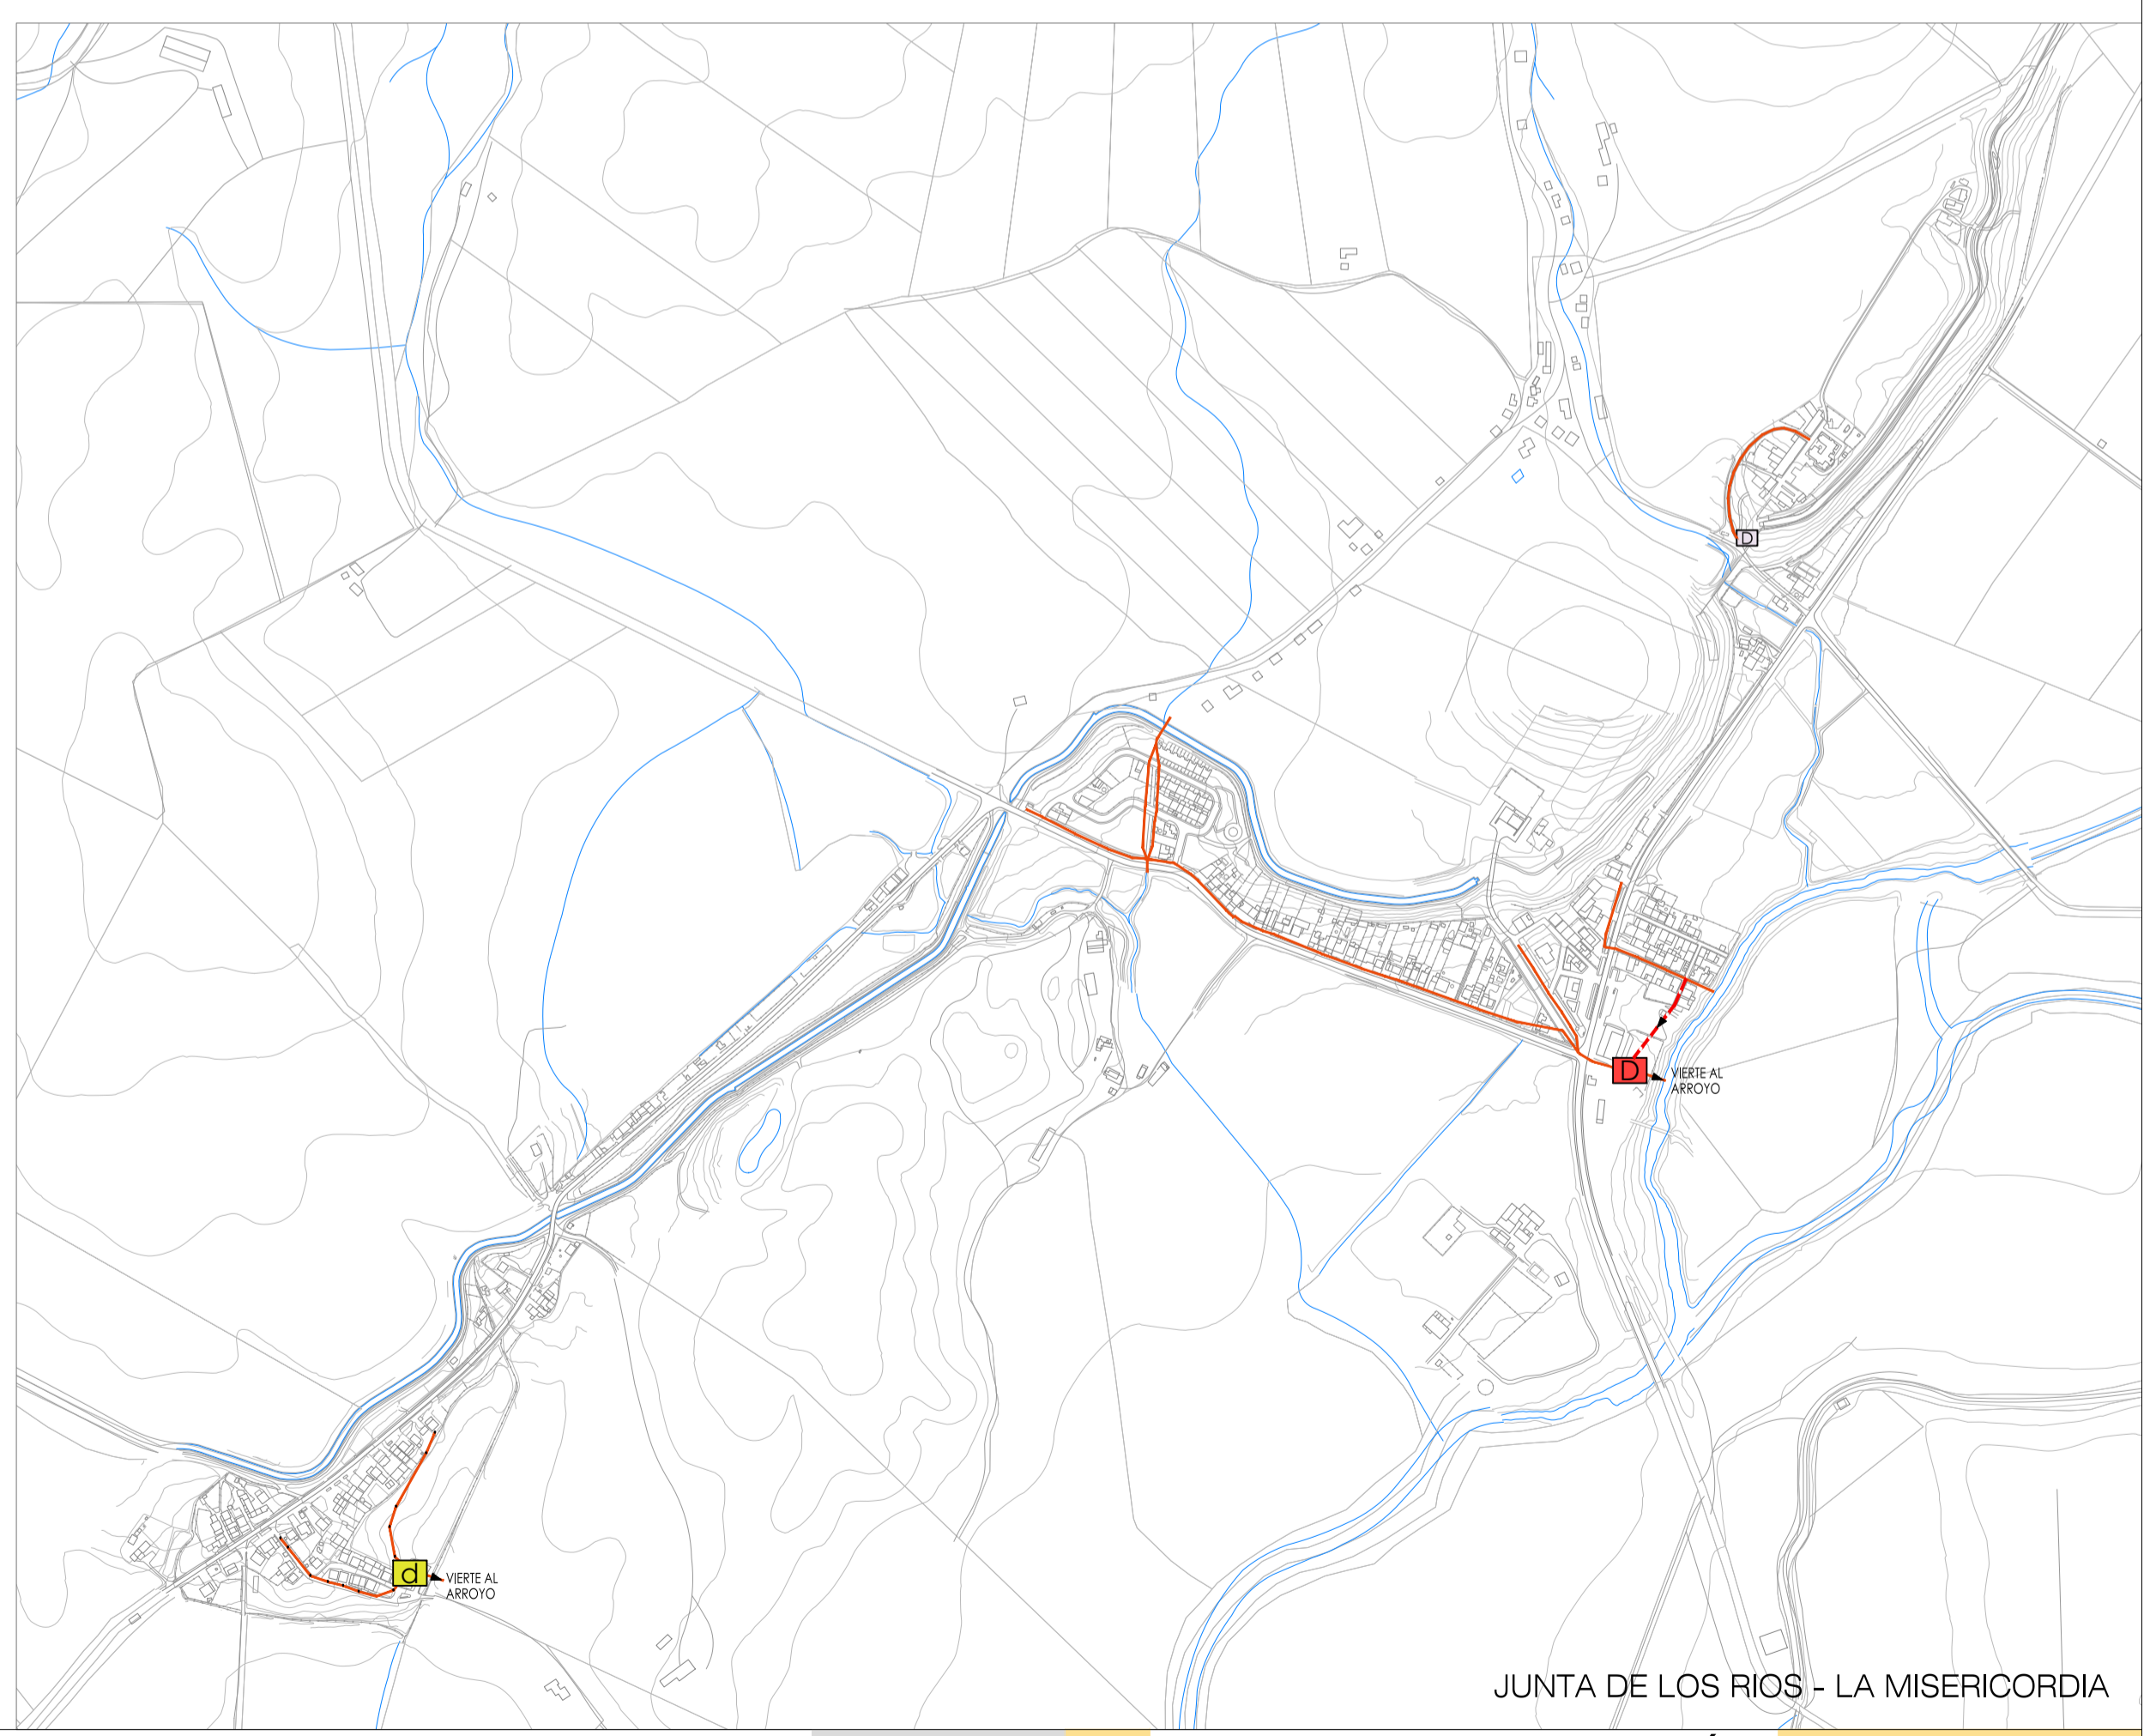 D
D
VIERTE AL
ARROYO
d
VIERTE AL
ARROYO
JUNTA DE LOS RIOS - LA MISERICORDIA